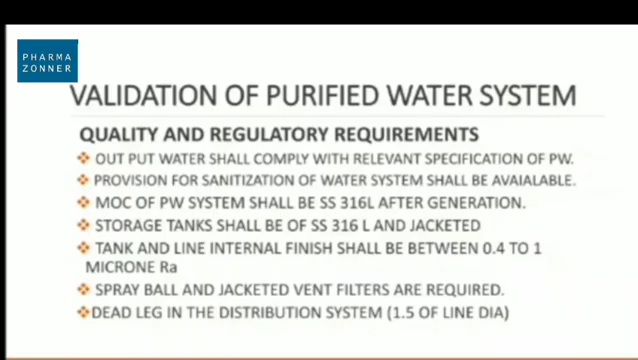 PHARMA
ZONNER
VALIDATION OF PURIFIED WATER SYSTEM
QUALITY AND REGULATORY REQUIREMENTS
OUT PUT WATER SHALL COMPLY WITH RELEVANT SPECIFICATION OF PW.
PROVISION FOR SANITIZATION OF WATER SYSTEM SHALL BE AVAIALABLE.
MOC OF PW SYSTEM SHALL BE SS 316L AFTER GENERATION.
STORAGE TANKS SHALL BE OF SS 316 L AND JACKETED
TANK AND LINE INTERNAL FINISH SHALL BE BETWEEN 0.4 TO 1
MICRONE Ra
SPRAY BALL AND JACKETED VENT FILTERS ARE REQUIRED.
DEAD LEG IN THE DISTRIBUTION SYSTEM (1.5 OF LINE DIA)